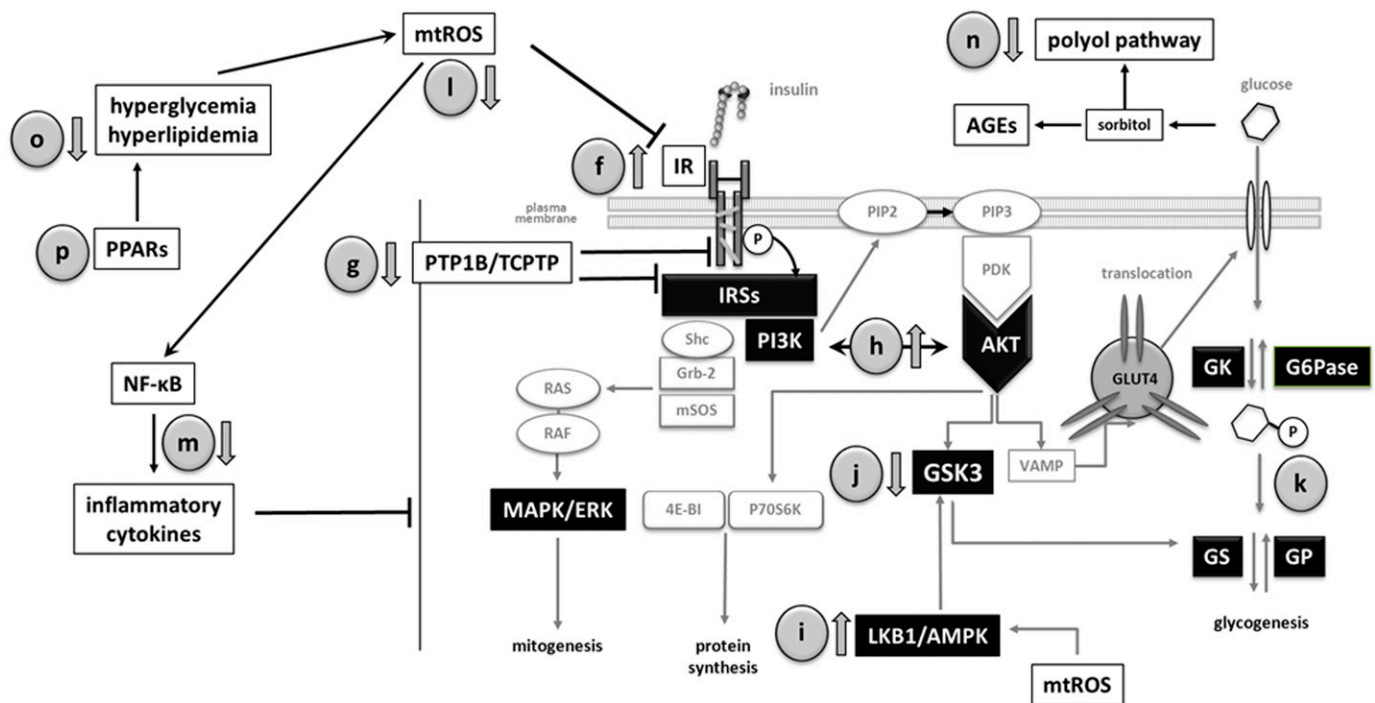 mtROS
l
n
polyol pathway
hyperglycemia
hyperlipidemia
o
insulin
glucose
AGEs
sorbitol
f
IR
plasma
membrane
PIP2
PIP3
p
PPARs
g
PTP1B/TCPTP
P
PDK
translocation
IRSs
Shc
PI3K
h
AKT
GLUT4
GK
G6Pase
NF-κB
Grb-2
RAS
mSOS
RAF
P
m
j
GSK3
VAMP
k
inflammatory
cytokines
MAPK/ERK
4E-BI
P70S6K
GS
GP
i
LKB1/AMPK
glycogenesis
mitogenesis
protein
synthesis
mtROS